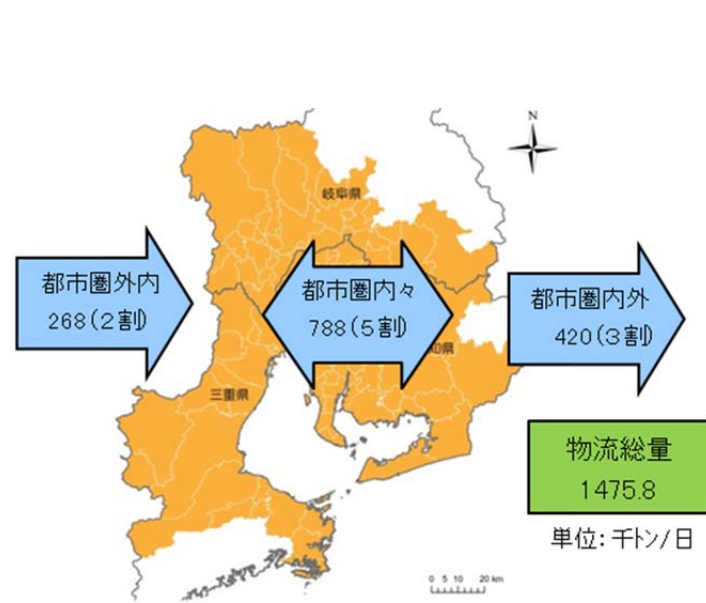 N
岐阜県
都市圏外内
268(2割)
都市圏内々
788(5割)
都市圏内外
420(3割)
知県
三重県
物流総量
1475.8
単位:千トン/日
0 5 10 20 km